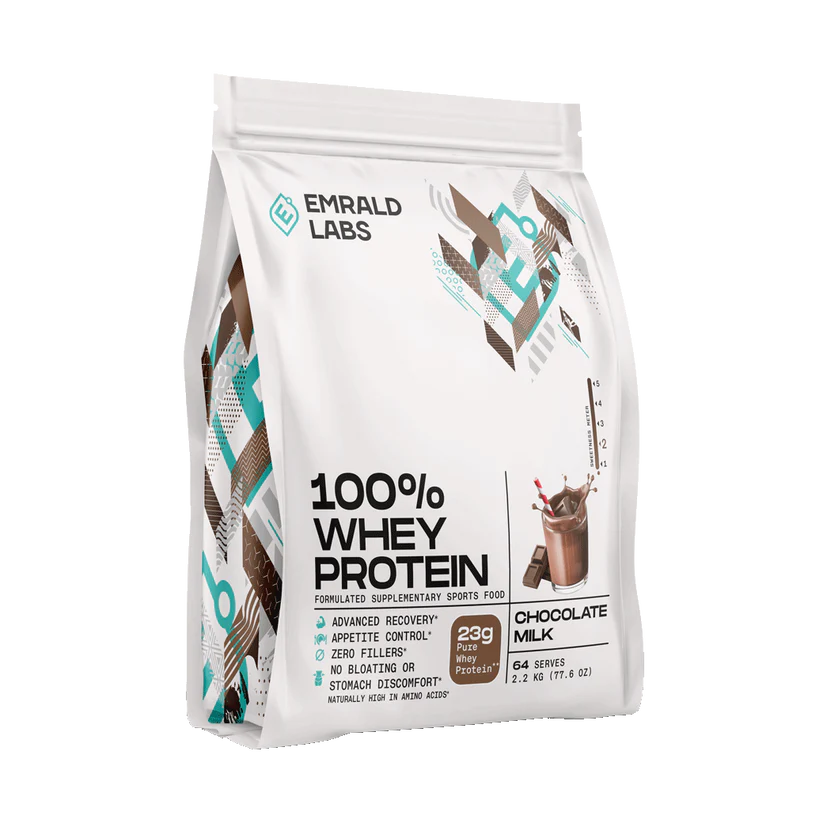 EMRALD
LABS
5
4
3
2
1
SWEETNESS METER
100%
WHEY
PROTEIN
FORMULATED SUPPLEMENTARY SPORTS FOOD
ADVANCED RECOVERY*
APPETITE CONTROL*
ZERO FILLERS*
NO BLOATING OR
STOMACH DISCOMFORT*
NATURALLY HIGH IN AMINO ACIDS*
23g
Pure
Whey
Protein**
CHOCOLATE
MILK
64 SERVES
2.2 KG (77.6 OZ)